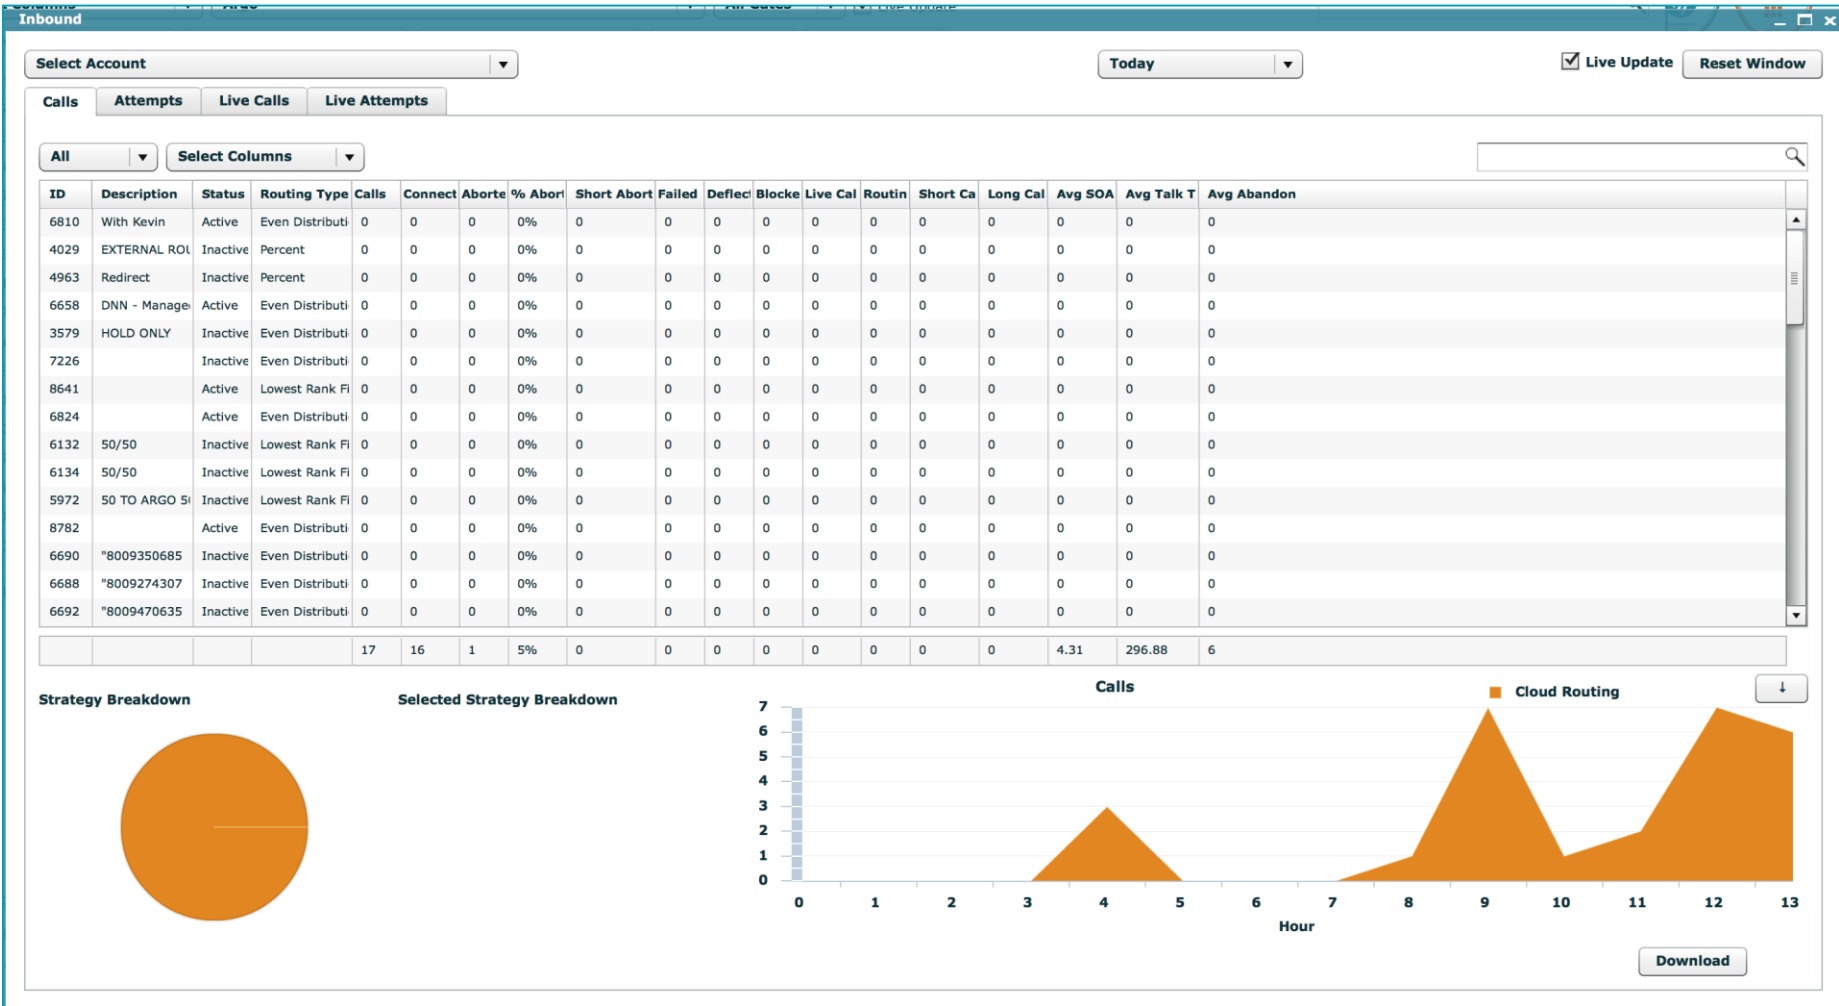 Inbound
Select Account
Today
Live Update
Reset Window
Calls Attempts Live Calls Live Attempts
All Select Columns
ID Description Status Routing Type Calls Connect Aborte % Abort Short Abort Failed Deflect Blocke Live Cal Routin Short Ca Long Cal Avg SOA Avg Talk T Avg Abandon
6810 With Kevin Active Even Distributi 0 0 0 0% 0 0 0 0 0 0 0 0 0 0 0
4029 EXTERNAL ROU Inactive Percent 0 0 0 0% 0 0 0 0 0 0 0 0 0 0 0
4963 Redirect Inactive Percent 0 0 0 0% 0 0 0 0 0 0 0 0 0 0 0
6658 DNN - Manage Active Even Distributi 0 0 0 0% 0 0 0 0 0 0 0 0 0 0 0
3579 HOLD ONLY Inactive Even Distributi 0 0 0 0% 0 0 0 0 0 0 0 0 0 0 0
7226 Inactive Even Distributi 0 0 0 0% 0 0 0 0 0 0 0 0 0 0 0
8641 Active Lowest Rank Fi 0 0 0 0% 0 0 0 0 0 0 0 0 0 0 0
6824 Active Even Distributi 0 0 0 0% 0 0 0 0 0 0 0 0 0 0 0
6132 50/50 Inactive Lowest Rank Fi 0 0 0 0% 0 0 0 0 0 0 0 0 0 0 0
6134 50/50 Inactive Lowest Rank Fi 0 0 0 0% 0 0 0 0 0 0 0 0 0 0 0
5972 50 TO ARGO 5 Inactive Lowest Rank Fi 0 0 0 0% 0 0 0 0 0 0 0 0 0 0 0
8782 Active Even Distributi 0 0 0 0% 0 0 0 0 0 0 0 0 0 0 0
6690 "8009350685 Inactive Even Distributi 0 0 0 0% 0 0 0 0 0 0 0 0 0 0 0
6688 "8009274307 Inactive Even Distributi 0 0 0 0% 0 0 0 0 0 0 0 0 0 0 0
6692 "8009470635 Inactive Even Distributi 0 0 0 0% 0 0 0 0 0 0 0 0 0 0 0
17 16 1 5% 0 0 0 0 0 0 0 0 4.31 296.88 6
Strategy Breakdown
Selected Strategy Breakdown
Calls
Cloud Routing
7
6
5
4
3
2
1
0
0 1 2 3 4 5 6 7 8 9 10 11 12 13
Hour
Download